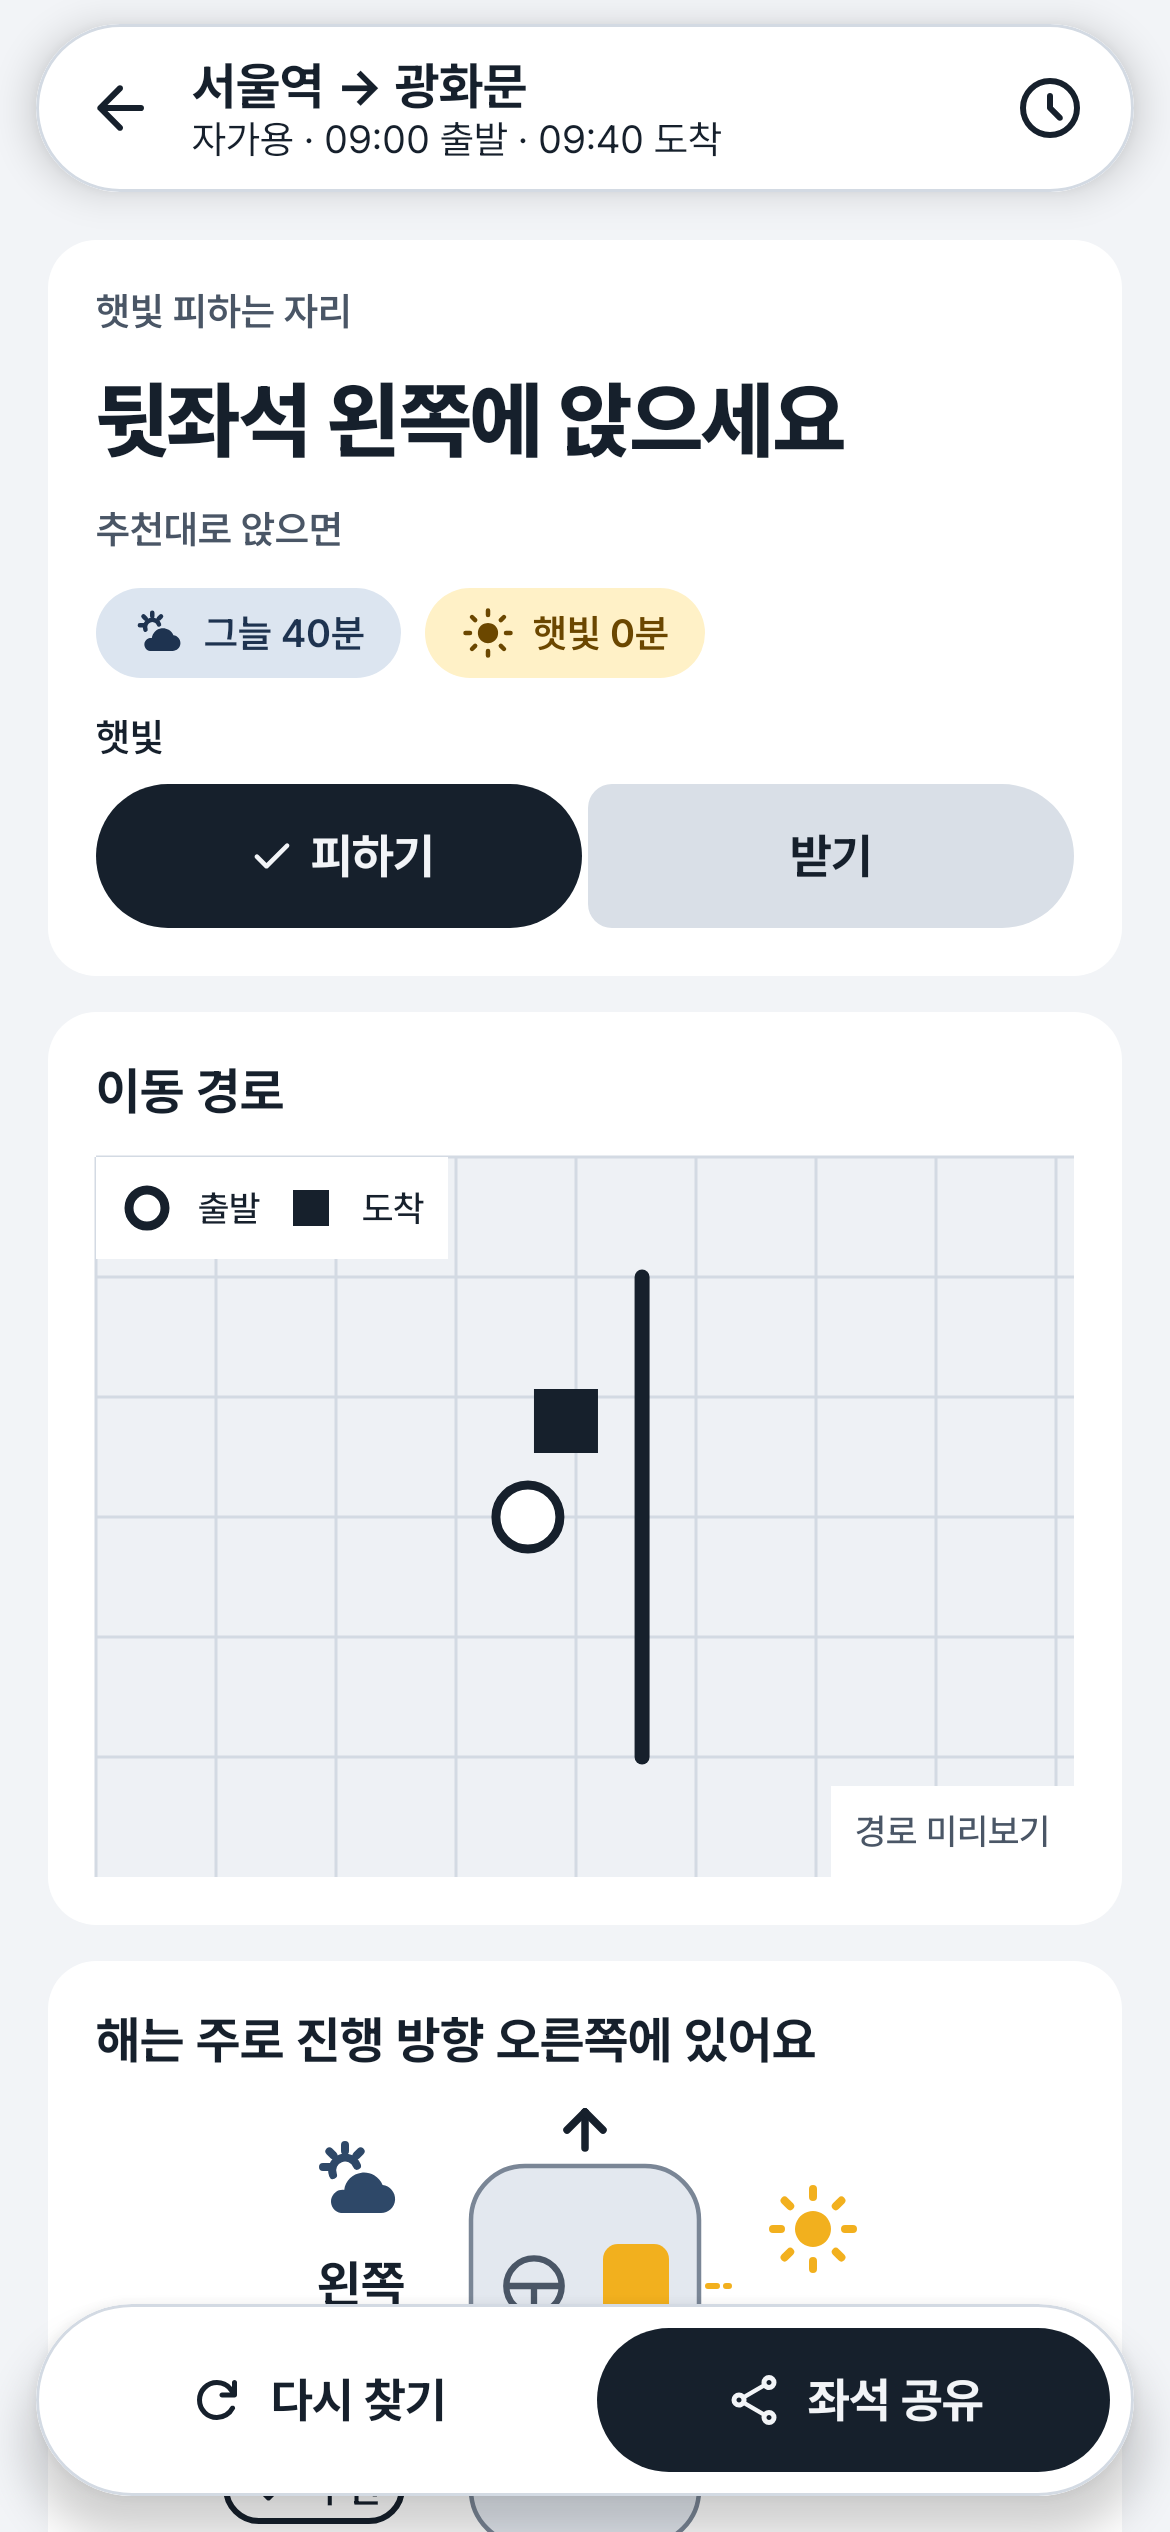 서울역 → 광화문
자가용 · 09:00 출발 · 09:40 도착
햇빛 피하는 자리
뒷좌석 왼쪽에 앉으세요
추천대로 앉으면
그늘 40분
햇빛 0분
햇빛
피하기
받기
이동 경로
출발
도착
경로 미리보기
해는 주로 진행 방향 오른쪽에 있어요
왼쪽
다시 찾기
좌석 공유